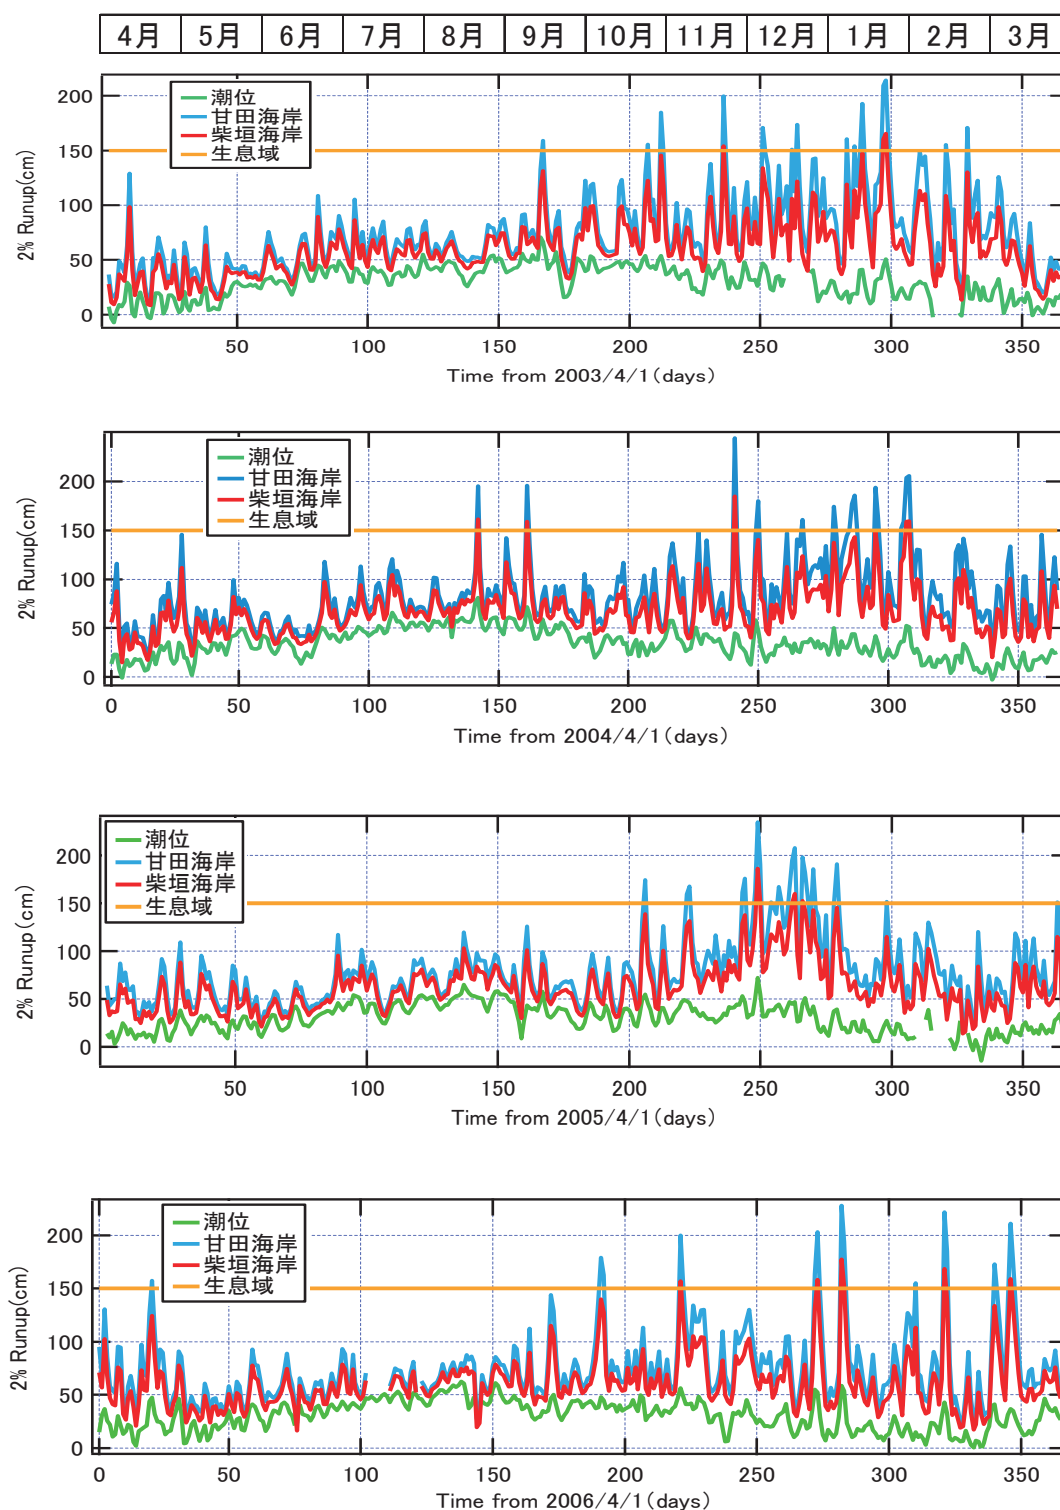 4月 5月 6月 7月 8月 9月 10月 11月 12月 1月 2月 3月
2% Runup(cm)
200
150
100
50
0
潮位
甘田海岸
柴垣海岸
生息域
50 100 150 200 250 300 350
Time from 2003/4/1(days)
2% Runup(cm)
200
150
100
50
0
潮位
甘田海岸
柴垣海岸
生息域
0 50 100 150 200 250 300 350
Time from 2004/4/1(days)
2% Runup(cm)
200
150
100
50
0
潮位
甘田海岸
柴垣海岸
生息域
50 100 150 200 250 300 350
Time from 2005/4/1(days)
2% Runup(cm)
200
150
100
50
0
潮位
甘田海岸
柴垣海岸
生息域
0 50 100 150 200 250 300 350
Time from 2006/4/1(days)